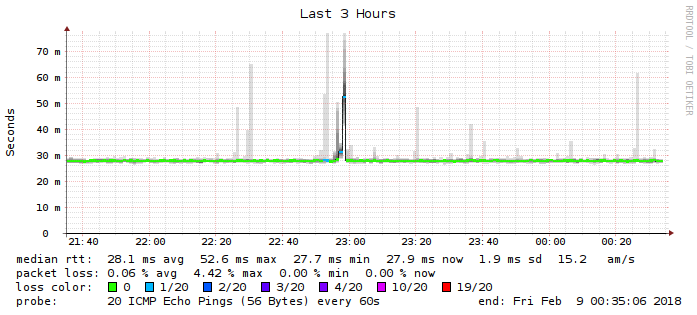 Last 3 Hours
RRDTOOL / TOBI OETIKER
Seconds
70 m
60 m
50 m
40 m
30 m
20 m
10 m
0
21:40 22:00 22:20 22:40 23:00 23:20 23:40 00:00 00:20
median rtt: 28.1 ms avg 52.6 ms max 27.7 ms min 27.9 ms now 1.9 ms sd 15.2 am/s
packet loss: 0.06 % avg 4.42 % max 0.00 % min 0.00 % now
loss color: 0 1/20 2/20 3/20 4/20 10/20 19/20
probe: 20 ICMP Echo Pings (56 Bytes) every 60s end: Fri Feb 9 00:35:06 2018